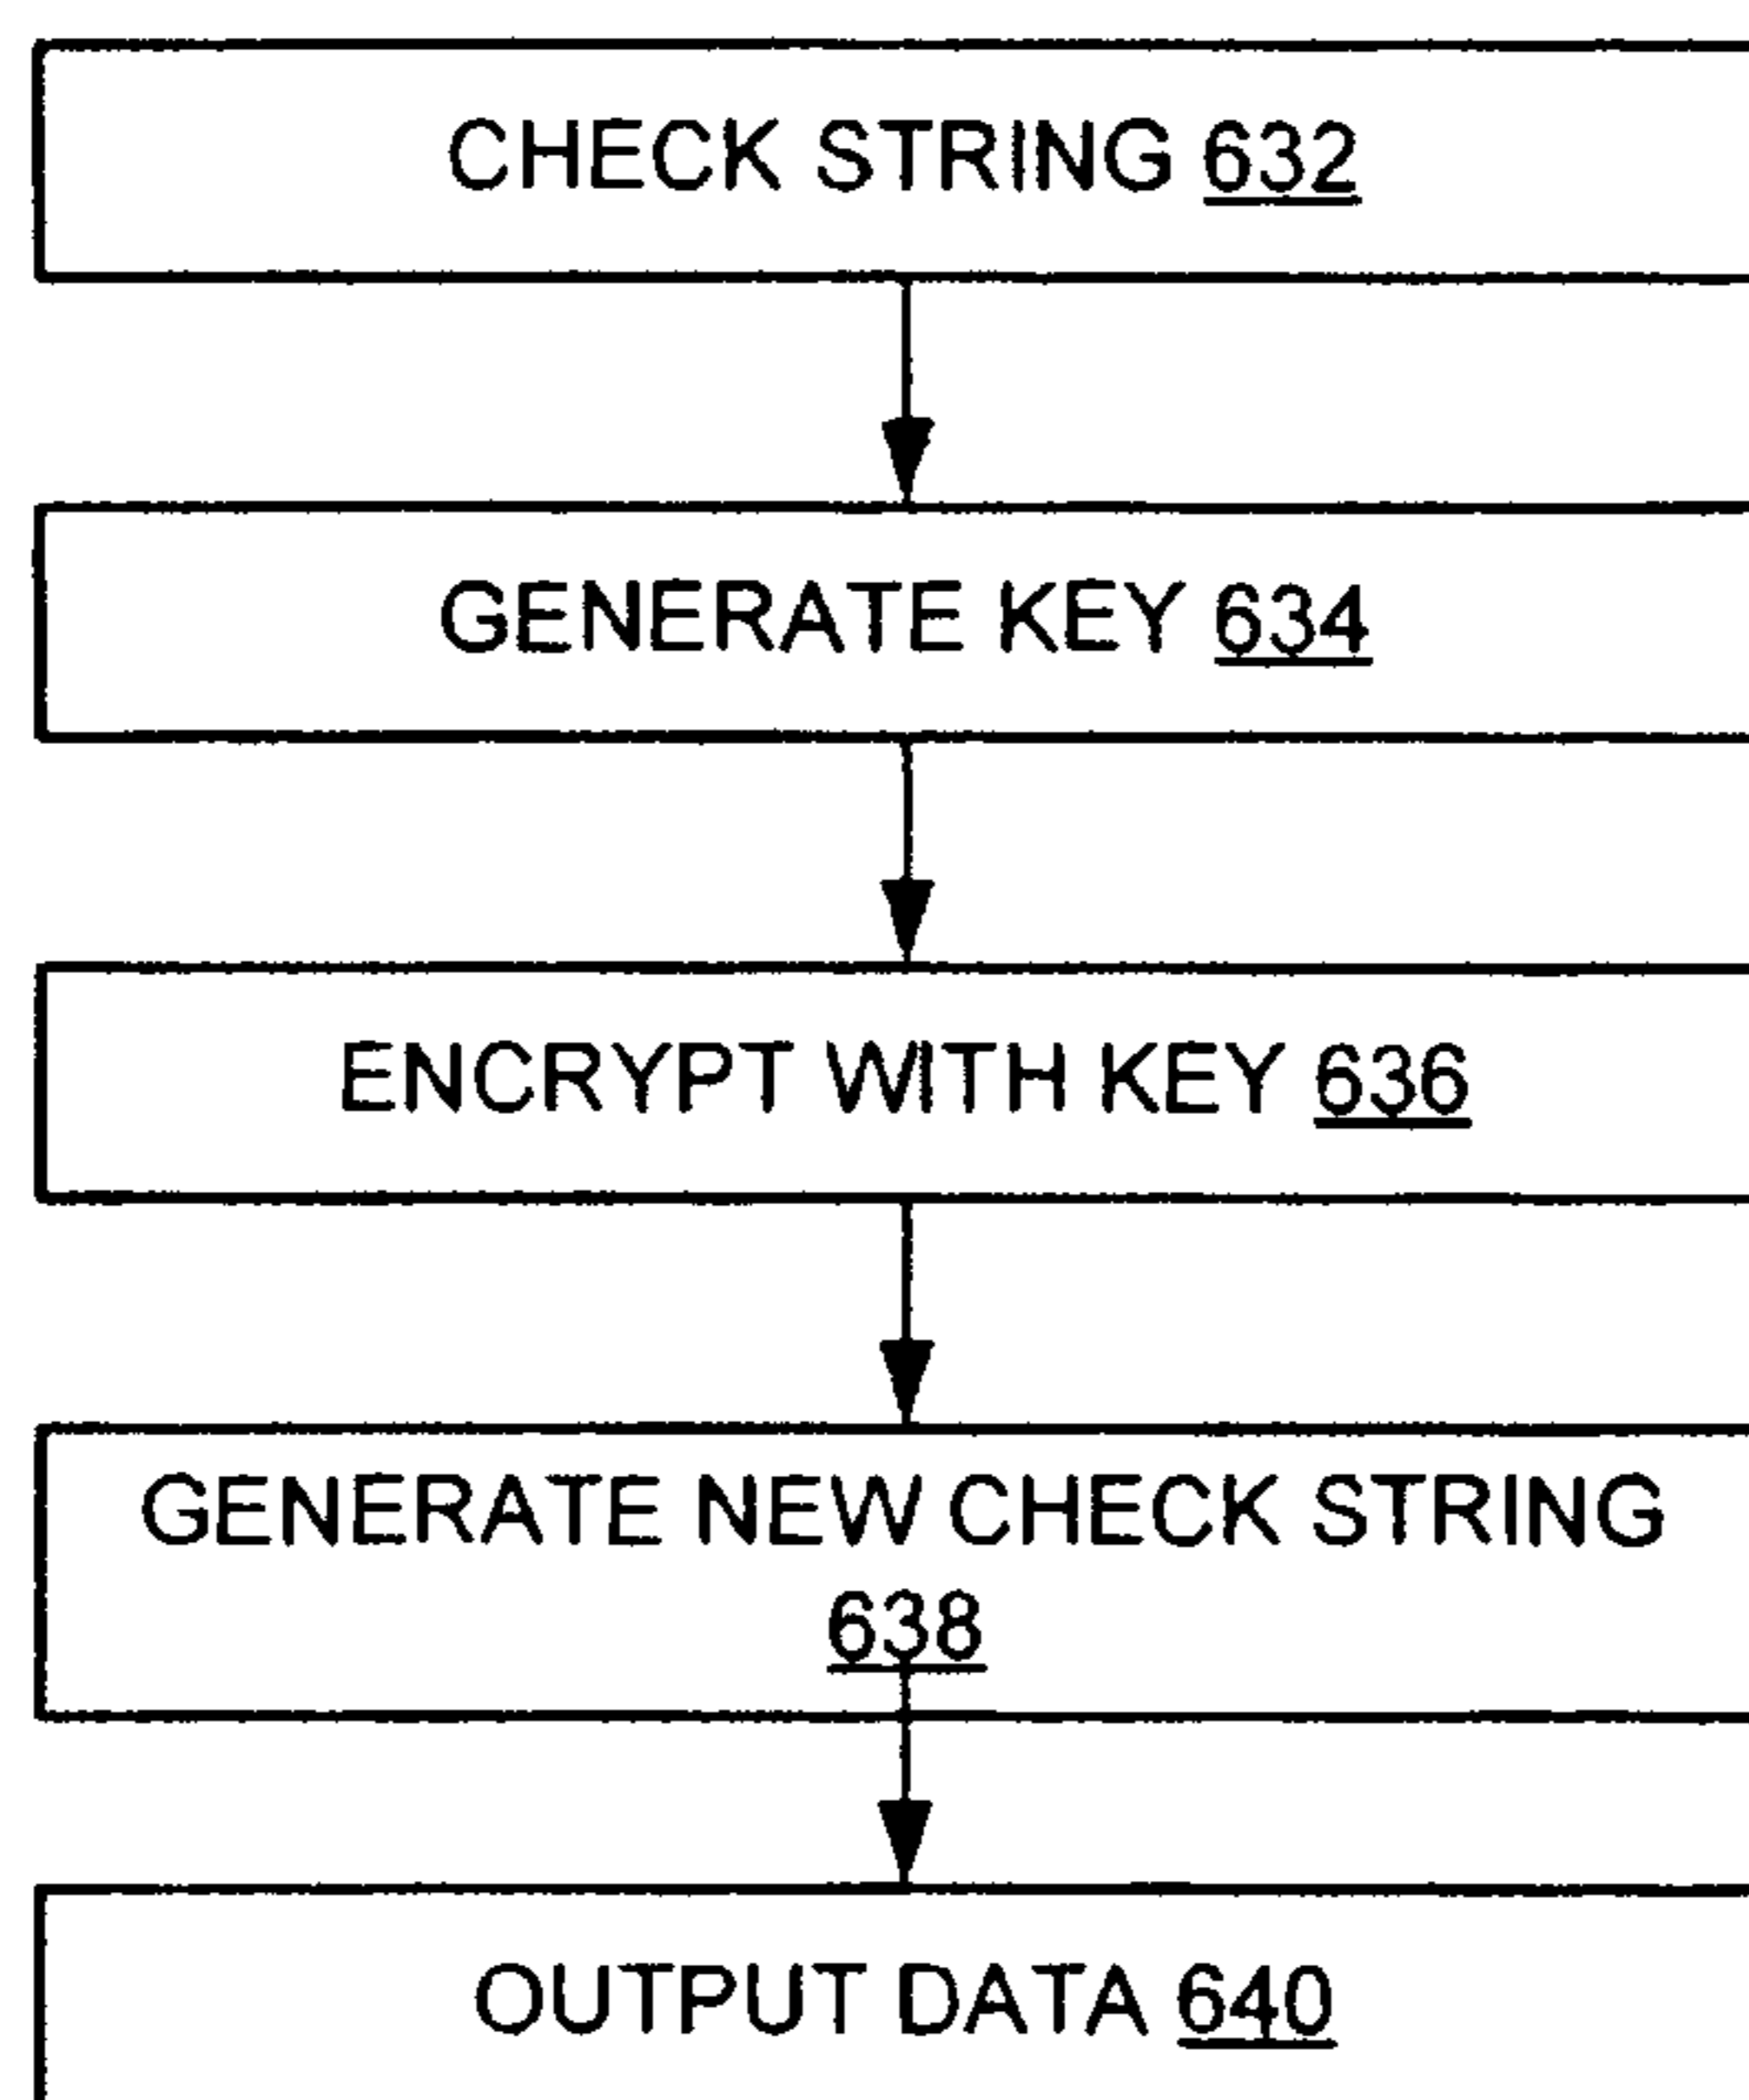 CHECK STRING 632
GENERATE KEY 634
ENCRYPT WITH KEY 636
GENERATE NEW CHECK STRING
638
OUTPUT DATA 640